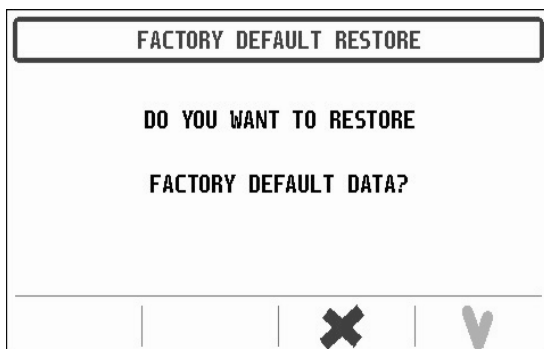 FACTORY DEFAULT RESTORE
DO YOU WANT TO RESTORE
FACTORY DEFAULT DATA?